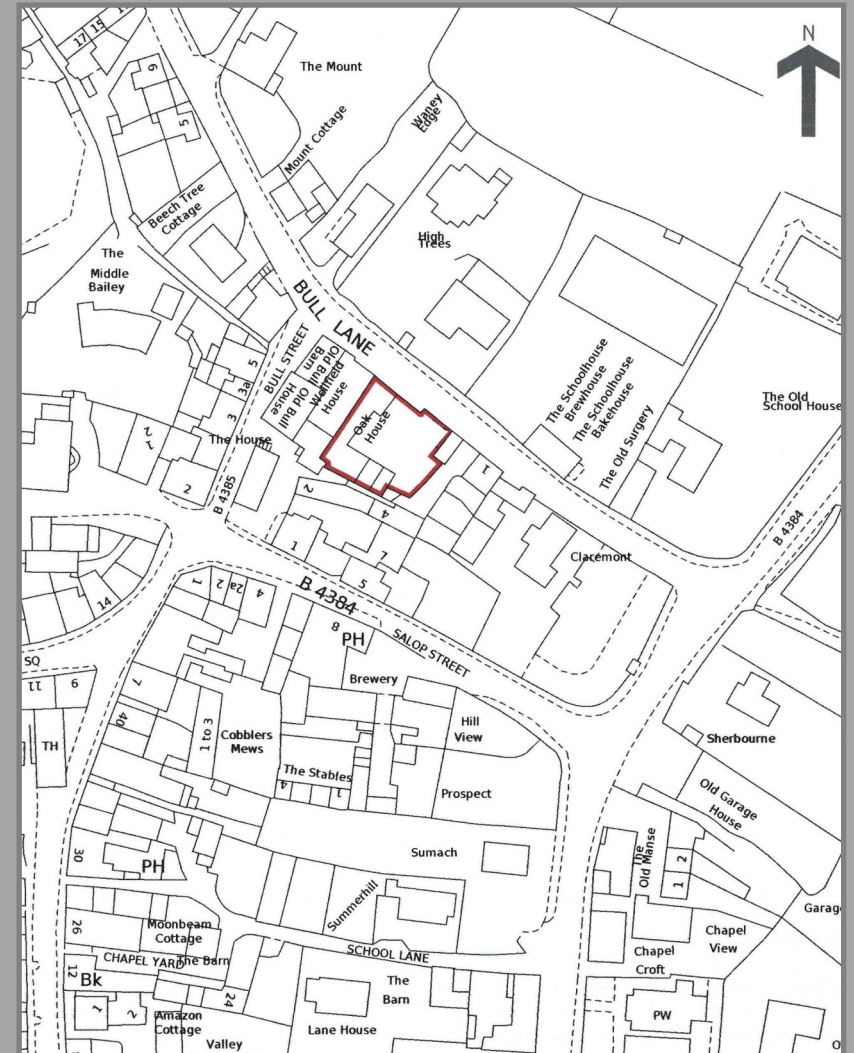 17
15
N
The Mount
6
5
Waney
Edge
Mount Cottage
Beech Tree
Cottage
High
Trees
The
Middle
Bailey
BULL LANE
BULL STREET
Old Bull
Barn
Wolfield
House
Old Bull
House
5
3a
3
Oak
House
The Schoolhouse
Brewhouse
The Schoolhouse
Bakehouse
The Old Surgery
The Old
School House
The House
1
2
2
B 4385
1
2
4
B 4384
1
7
5
Claremont
14
1
2
2a
4
B 4384
8
PH
SALOP STREET
SQ
11
9
7
Brewery
40
1 to 3
Cobblers
Mews
Hill
View
TH
Sherbourne
The Stables
4
1
Prospect
Old Garage
House
30
PH
Sumach
The
Old Manse
2
1
Summerhill
26
Moonbeam
Cottage
Chapel
View
CHAPEL YARD
The Barn
SCHOOL LANE
Chapel
Croft
12
Bk
24
The
Barn
1
2
Amazon
Cottage
Lane House
PW
Valley